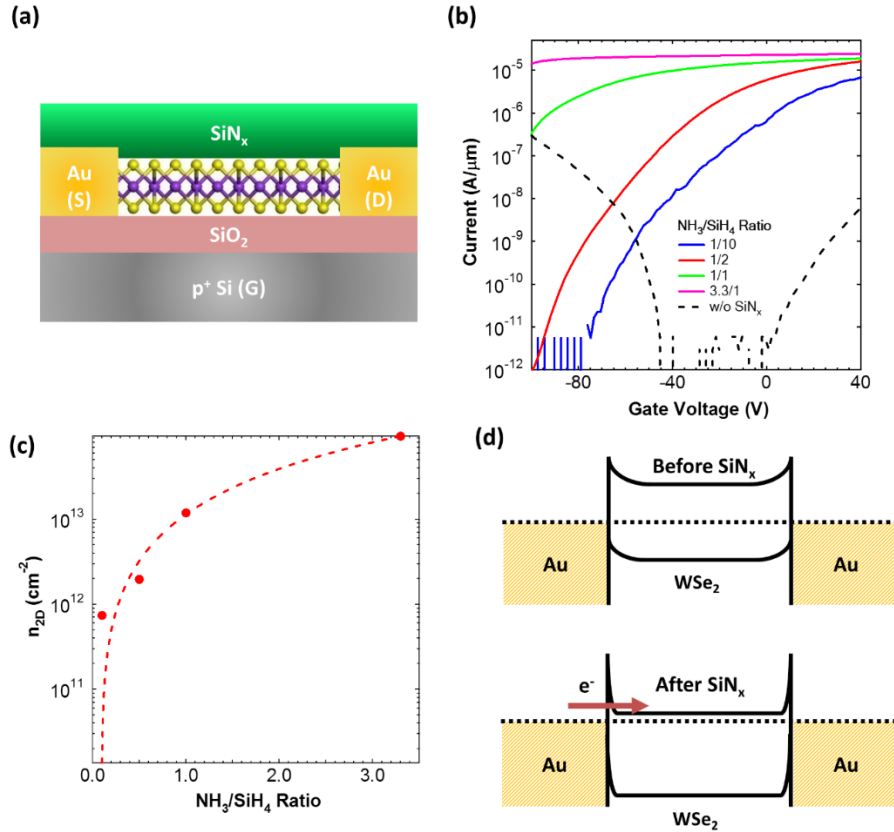 (a)
SiNₓ
Au
(S)
Au
(D)
SiO₂
p⁺ Si (G)
(b)
Current (A/μm)
10⁻⁵
10⁻⁶
10⁻⁷
10⁻⁸
10⁻⁹
10⁻¹⁰
10⁻¹¹
10⁻¹²
NH₃/SiH₄ Ratio
1/10
1/2
1/1
3.3/1
w/o SiNₓ
-80
-40
0
40
Gate Voltage (V)
(c)
n₂D (cm⁻²)
10¹³
10¹²
10¹¹
0.0
1.0
2.0
3.0
NH₃/SiH₄ Ratio
(d)
Before SiNₓ
Au
Au
WSe₂
e⁻
After SiNₓ
Au
Au
WSe₂